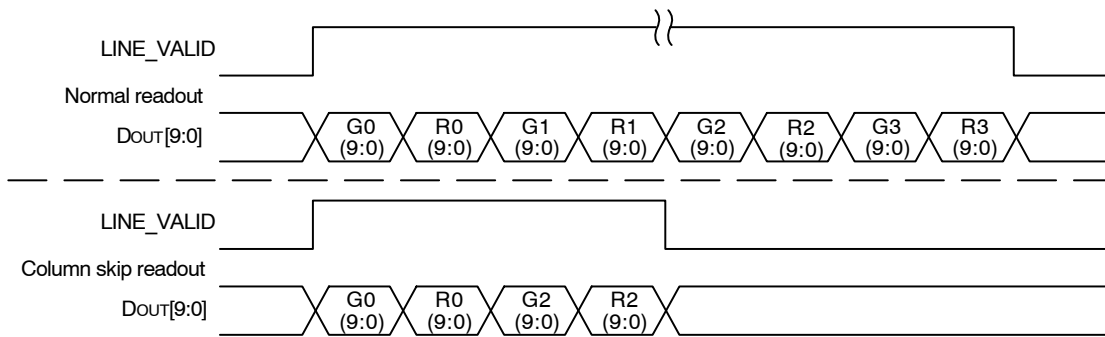 LINE_VALID
Normal readout
DOUT[9:0]
G0 (9:0) R0 (9:0) G1 (9:0) R1 (9:0) G2 (9:0) R2 (9:0) G3 (9:0) R3 (9:0)
LINE_VALID
Column skip readout
DOUT[9:0]
G0 (9:0) R0 (9:0) G2 (9:0) R2 (9:0)